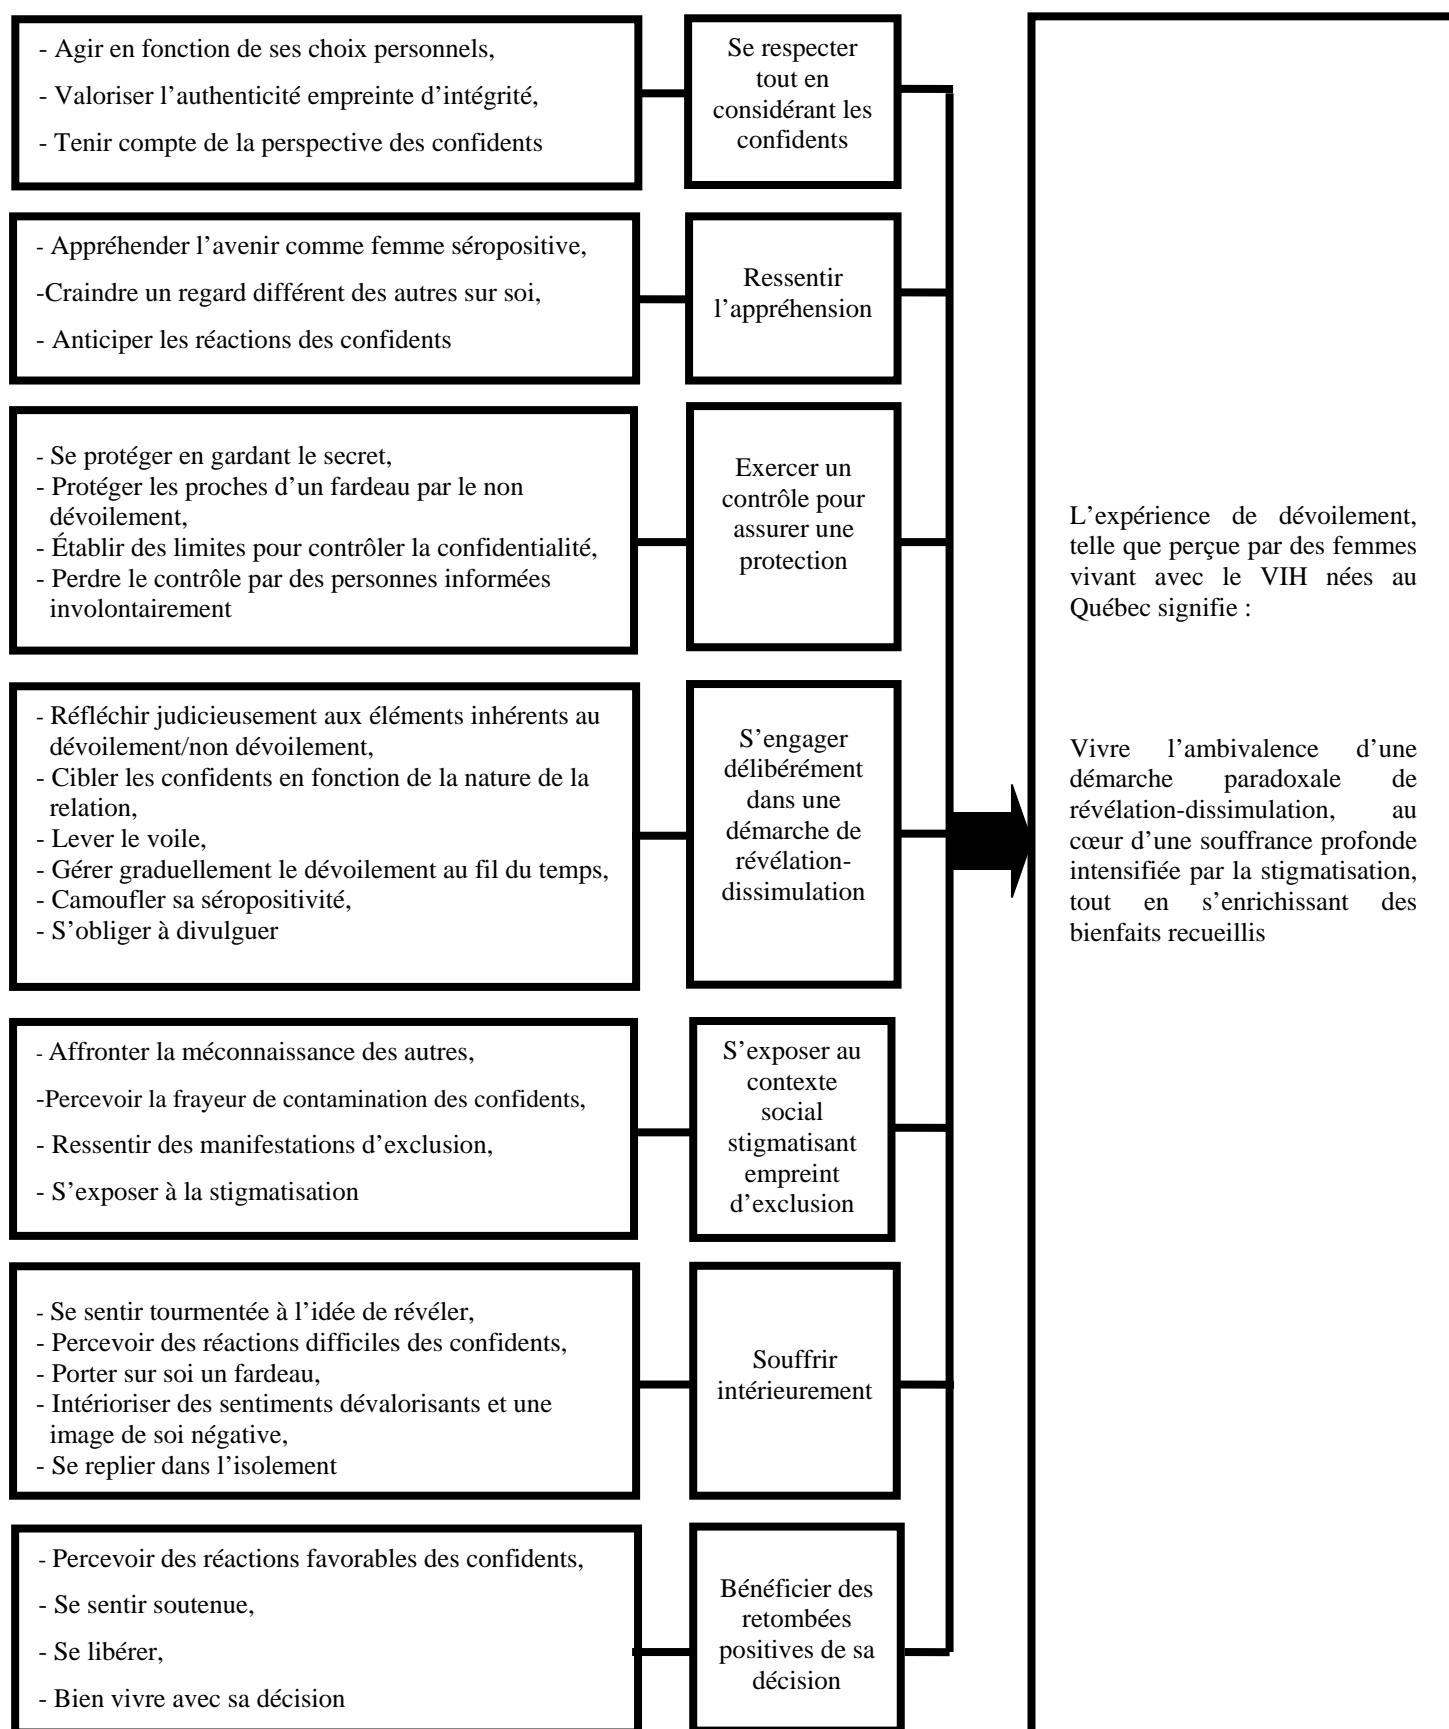 - Agir en fonction de ses choix personnels,
- Valoriser l’authenticité empreinte d’intégrité,
- Tenir compte de la perspective des confidents
Se respecter
tout en
considérant les
confidents
- Appréhender l’avenir comme femme séropositive,
-Craindre un regard différent des autres sur soi,
- Anticiper les réactions des confidents
Ressentir
l’appréhension
- Se protéger en gardant le secret,
- Protéger les proches d’un fardeau par le non
dévoilement,
- Établir des limites pour contrôler la confidentialité,
- Perdre le contrôle par des personnes informées
involontairement
Exercer un
contrôle pour
assurer une
protection
- Réfléchir judicieusement aux éléments inhérents au
dévoilement/non dévoilement,
- Cibler les confidents en fonction de la nature de la
relation,
- Lever le voile,
- Gérer graduellement le dévoilement au fil du temps,
- Camoufler sa séropositivité,
- S’obliger à divulguer
S’engager
délibérément
dans une
démarche de
révélation-
dissimulation
- Affronter la méconnaissance des autres,
-Percevoir la frayeur de contamination des confidents,
- Ressentir des manifestations d’exclusion,
- S’exposer à la stigmatisation
S’exposer au
contexte
social
stigmatisant
empreint
d’exclusion
- Se sentir tourmentée à l’idée de révéler,
- Percevoir des réactions difficiles des confidents,
- Porter sur soi un fardeau,
- Intérioriser des sentiments dévalorisants et une
image de soi négative,
- Se replier dans l’isolement
Souffrir
intérieurement
- Percevoir des réactions favorables des confidents,
- Se sentir soutenue,
- Se libérer,
- Bien vivre avec sa décision
Bénéficier des
retombées
positives de sa
décision
L’expérience de dévoilement,
telle que perçue par des femmes
vivant avec le VIH nées au
Québec signifie :
Vivre l’ambivalence d’une
démarche paradoxale de
révélation-dissimulation, au
cœur d’une souffrance profonde
intensifiée par la stigmatisation,
tout en s’enrichissant des
bienfaits recueillis